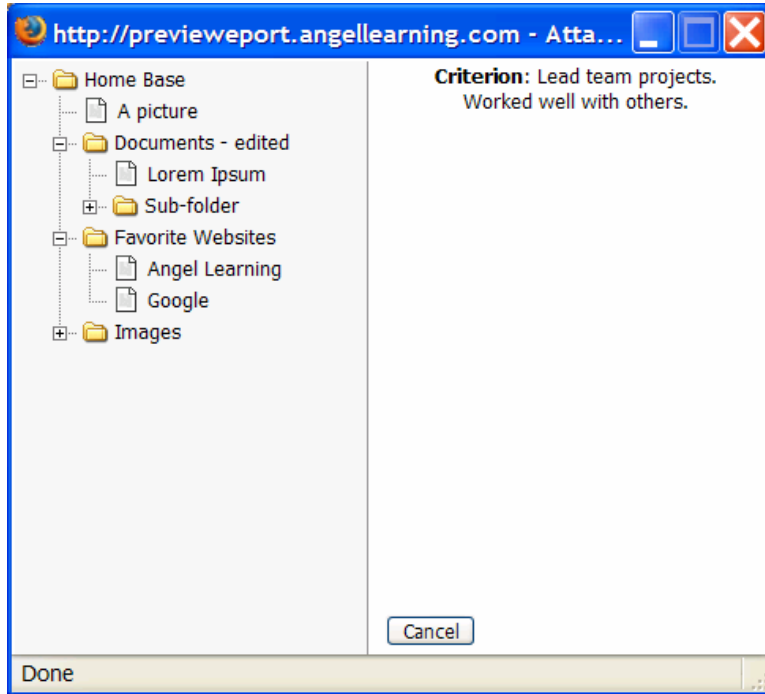 http://previeweport.angellearning.com - Atta...
Home Base
A picture
Documents - edited
Lorem Ipsum
Sub-folder
Favorite Websites
Angel Learning
Google
Images
Criterion: Lead team projects.
Worked well with others.
Cancel
Done